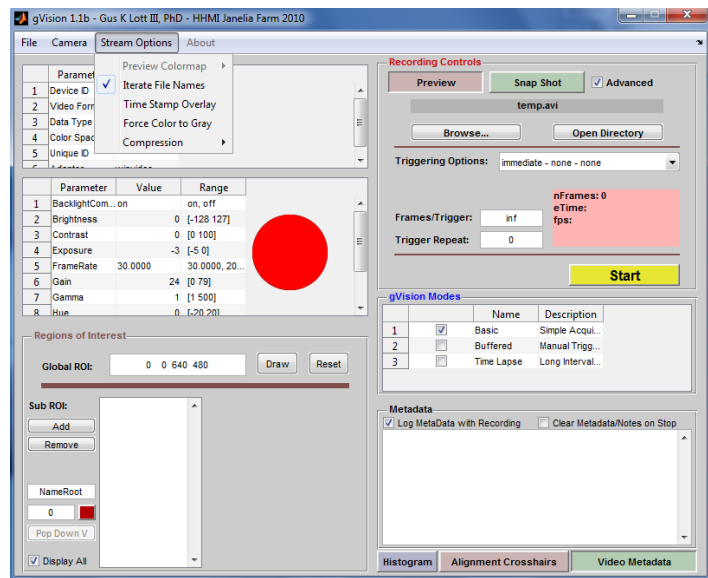 gVision 1.1b - Gus K Lott III, PhD - HHMI Janelia Farm 2010
File Camera Stream Options About
Preview Colormap
Iterate File Names
Time Stamp Overlay
Force Color to Gray
Compression
1 Device ID
2 Video Form
3 Data Type
4 Color Spac
5 Unique ID
Parameter Value Range
1 BacklightCom... on on, off
2 Brightness 0 [-128 127]
3 Contrast 0 [0 100]
4 Exposure -3 [-5 0]
5 FrameRate 30.0000 30.0000, 20...
6 Gain 24 [0 79]
7 Gamma 1 [1 500]
8 Hue 0 [-20 20]
Regions of Interest
Global ROI: 0 0 640 480 Draw Reset
Sub ROI:
Add
Remove
NameRoot
0
Pop Down V
Display All
Recording Controls
Preview Snap Shot Advanced
temp.avi
Browse... Open Directory
Triggering Options: immediate - none - none
nFrames: 0
eTime:
fps:
Frames/Trigger: inf
Trigger Repeat: 0
Start
gVision Modes
Name Description
1 Basic Simple Acqui...
2 Buffered Manual Trigg...
3 Time Lapse Long Interval...
Metadata
Log MetaData with Recording Clear Metadata/Notes on Stop
Histogram Alignment Crosshairs Video Metadata